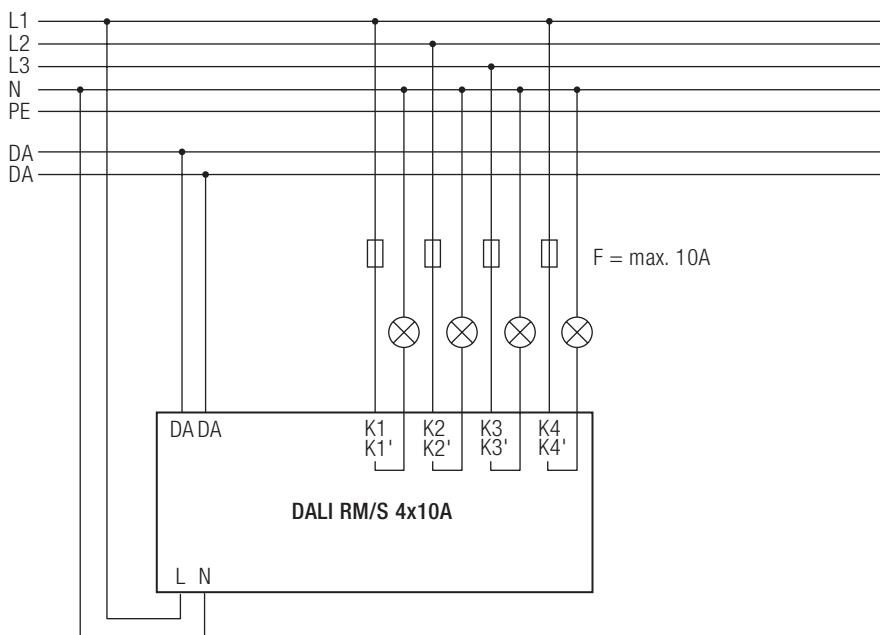 L1
L2
L3
N
PE
DA
DA
F = max. 10A
DA DA K1 K2 K3 K4
K1' K2' K3' K4'
DALI RM/S 4x10A
L N